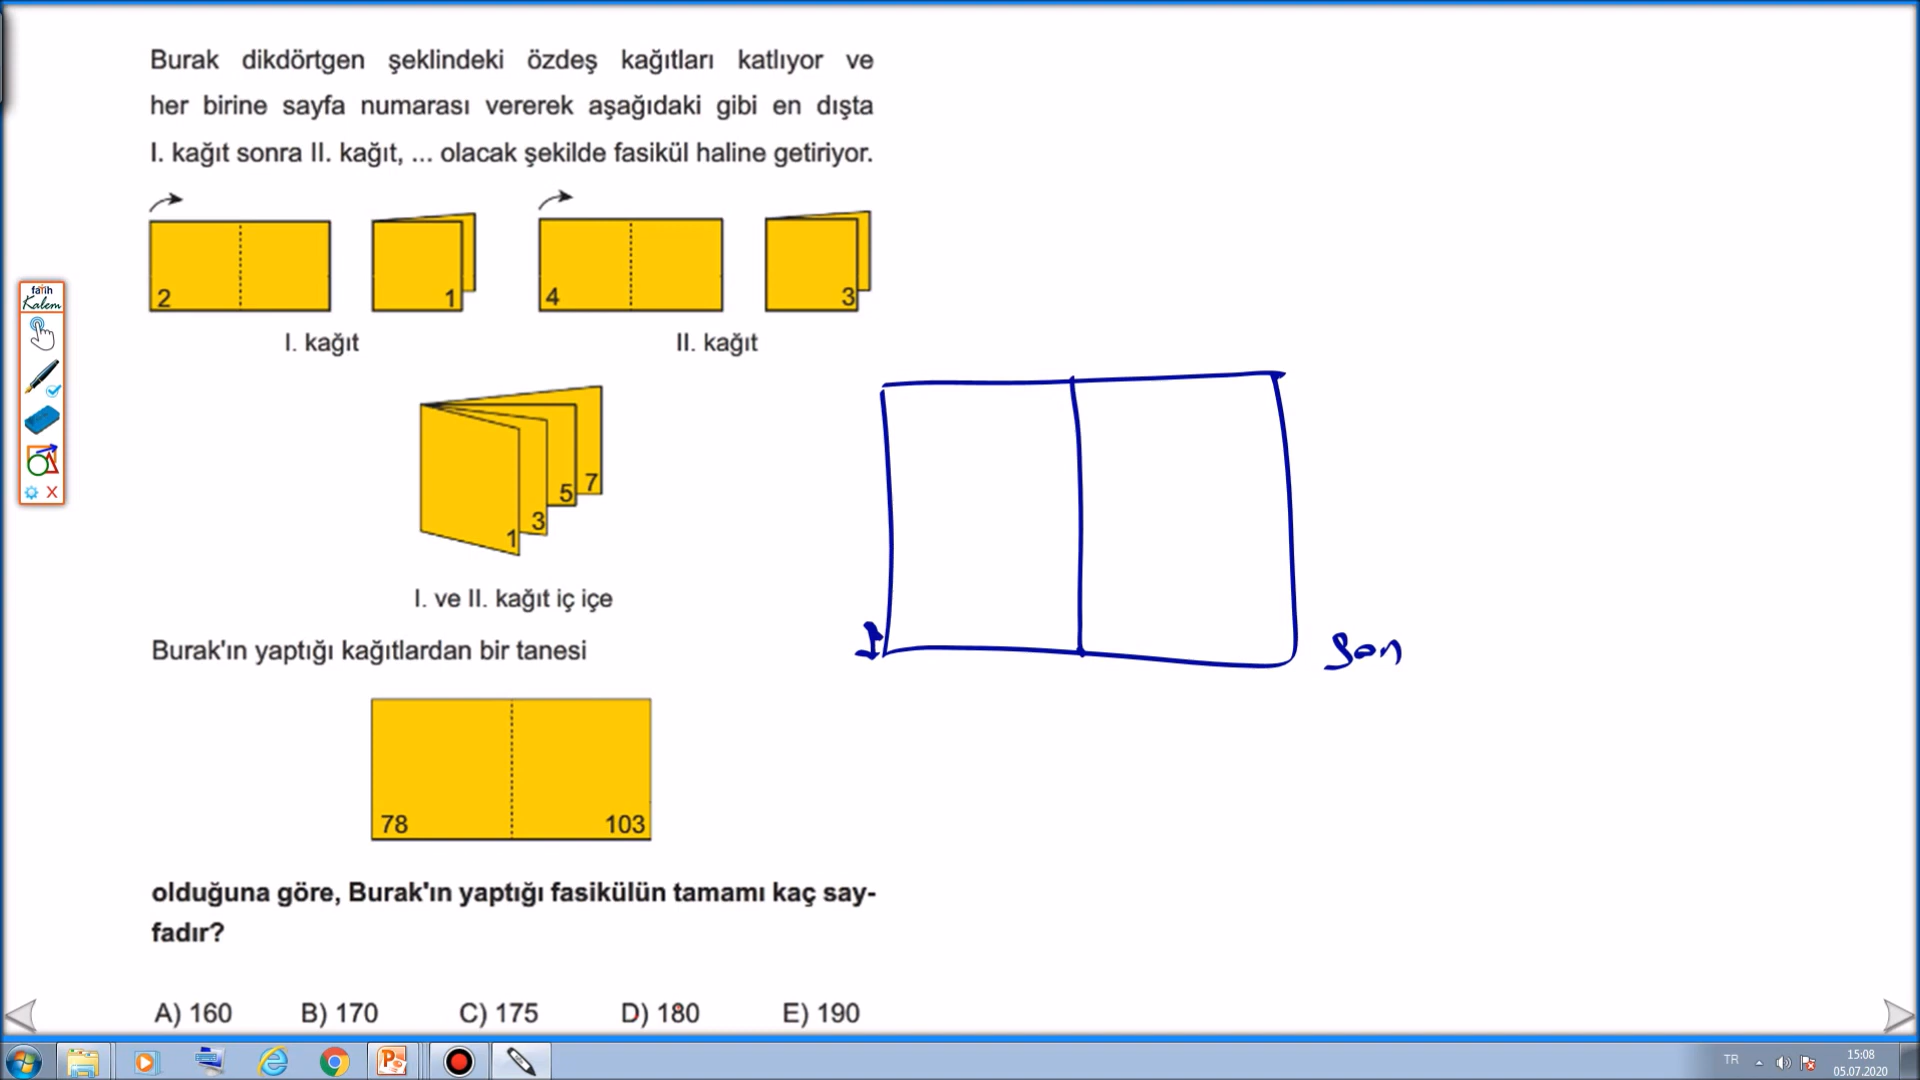 Burak dikdörtgen şeklindeki özdeş kağıtları katlıyor ve
her birine sayfa numarası vererek aşağıdaki gibi en dışta
I. kağıt sonra II. kağıt, ... olacak şekilde fasikül haline getiriyor.
2
1
4
3
I. kağıt
II. kağıt
fatih
Kalem
X
1
3
5
7
I. ve II. kağıt iç içe
Burak'ın yaptığı kağıtlardan bir tanesi
1
Son
78
103
olduğuna göre, Burak'ın yaptığı fasikülün tamamı kaç say-
fadır?
A) 160
B) 170
C) 175
D) 180
E) 190
TR
15:08
05.07.2020